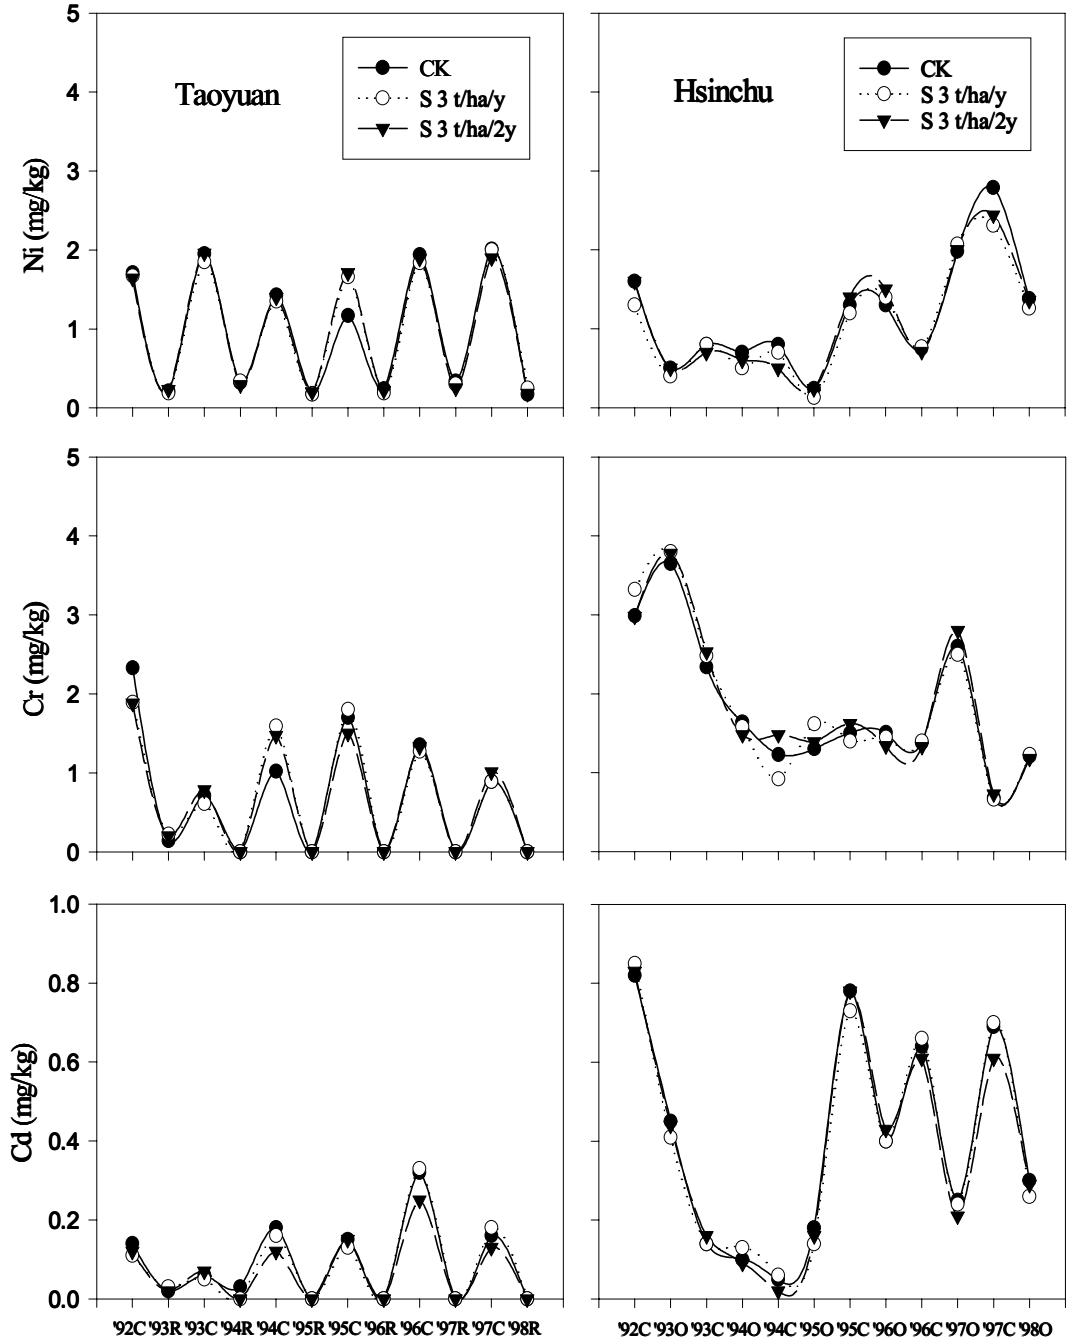 Taoyuan
CK
S 3 t/ha/y
S 3 t/ha/2y
Ni (mg/kg)
5
4
3
2
1
0
Hsinchu
CK
S 3 t/ha/y
S 3 t/ha/2y
Cr (mg/kg)
5
4
3
2
1
0
Cd (mg/kg)
1.0
0.8
0.6
0.4
0.2
0.0
'92C '93R '93C '94R '94C '95R '95C '96R '96C '97R '97C '98R
'92C '93O '93C '94O '94C '95O '95C '96O '96C '97O '97C '98O